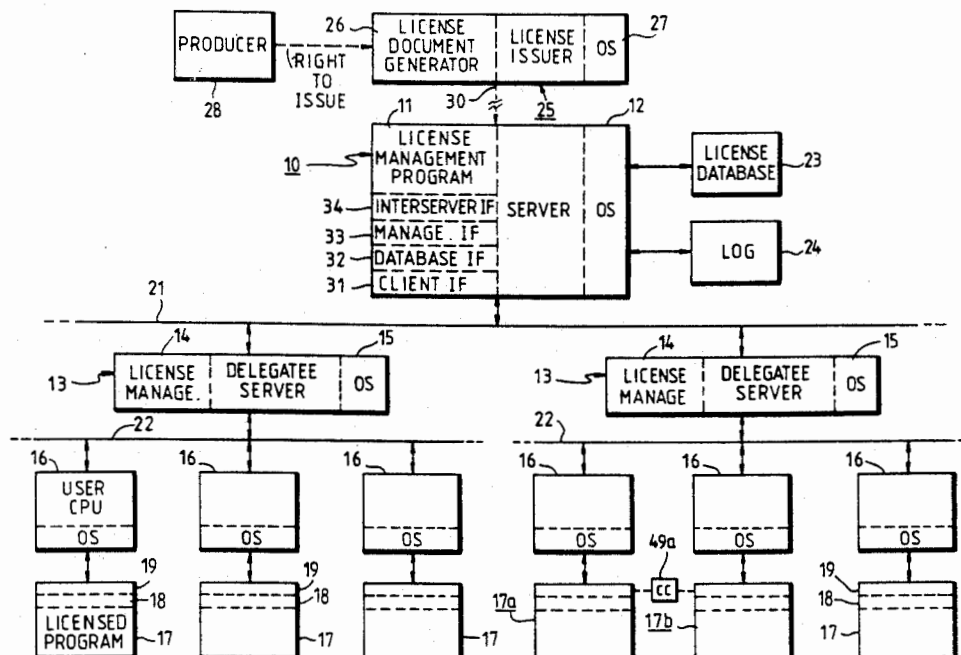 26
LICENSE
DOCUMENT
GENERATOR
LICENSE
ISSUER
OS
27
PRODUCER
28
RIGHT
TO
ISSUE
30
25
11
12
10
LICENSE
MANAGEMENT
PROGRAM
SERVER
OS
34
INTERSERVER IF
33
MANAGE. IF
32
DATABASE IF
31
CLIENT IF
LICENSE
DATABASE
23
LOG
24
21
14
15
13
LICENSE
MANAGE.
DELEGATEE
SERVER
OS
14
15
13
LICENSE
MANAGE
DELEGATEE
SERVER
OS
22
22
16
USER
CPU
OS
16
OS
16
OS
16
OS
16
OS
16
OS
49a
CC
19
18
LICENSED
PROGRAM
17
19
18
17
17
17a
17b
19
18
17